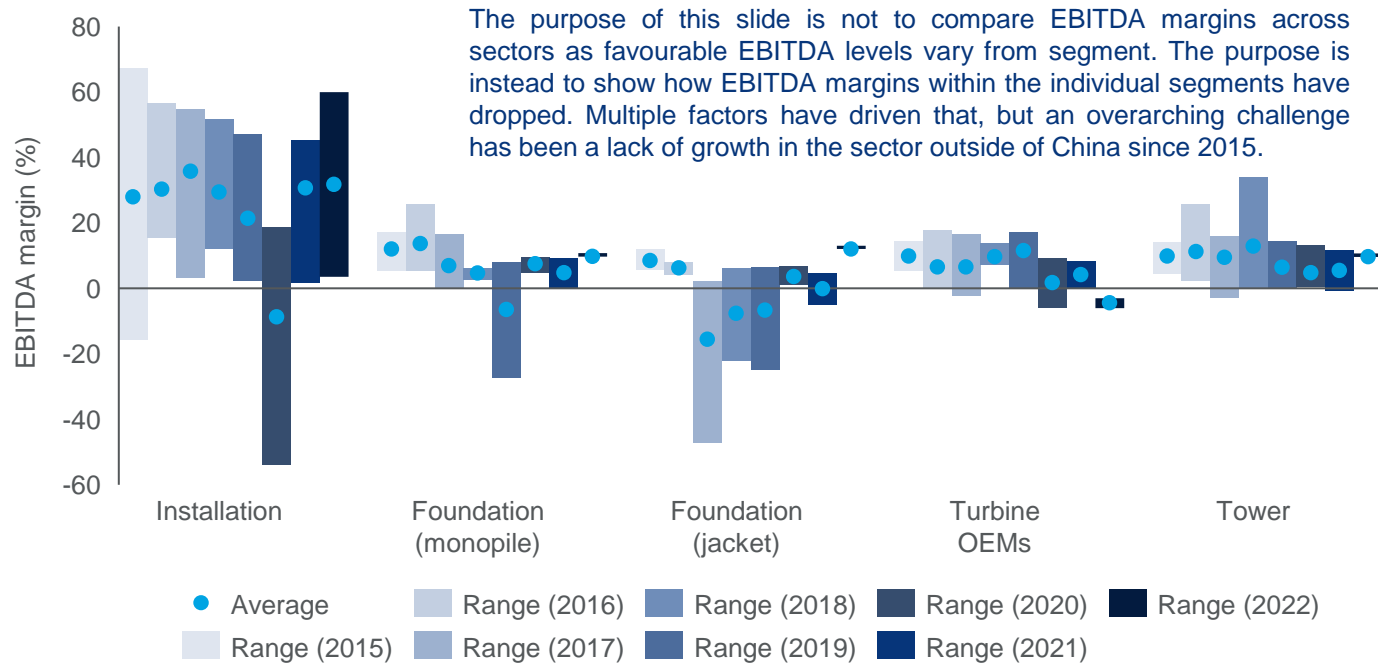 The purpose of this slide is not to compare EBITDA margins across
sectors as favourable EBITDA levels vary from segment. The purpose is
instead to show how EBITDA margins within the individual segments have
dropped. Multiple factors have driven that, but an overarching challenge
has been a lack of growth in the sector outside of China since 2015.
EBITDA margin (%)
80
60
40
20
0
-20
-40
-60
Installation
Foundation
(monopile)
Foundation
(jacket)
Turbine
OEMs
Tower
Average
Range (2016)
Range (2018)
Range (2020)
Range (2022)
Range (2015)
Range (2017)
Range (2019)
Range (2021)